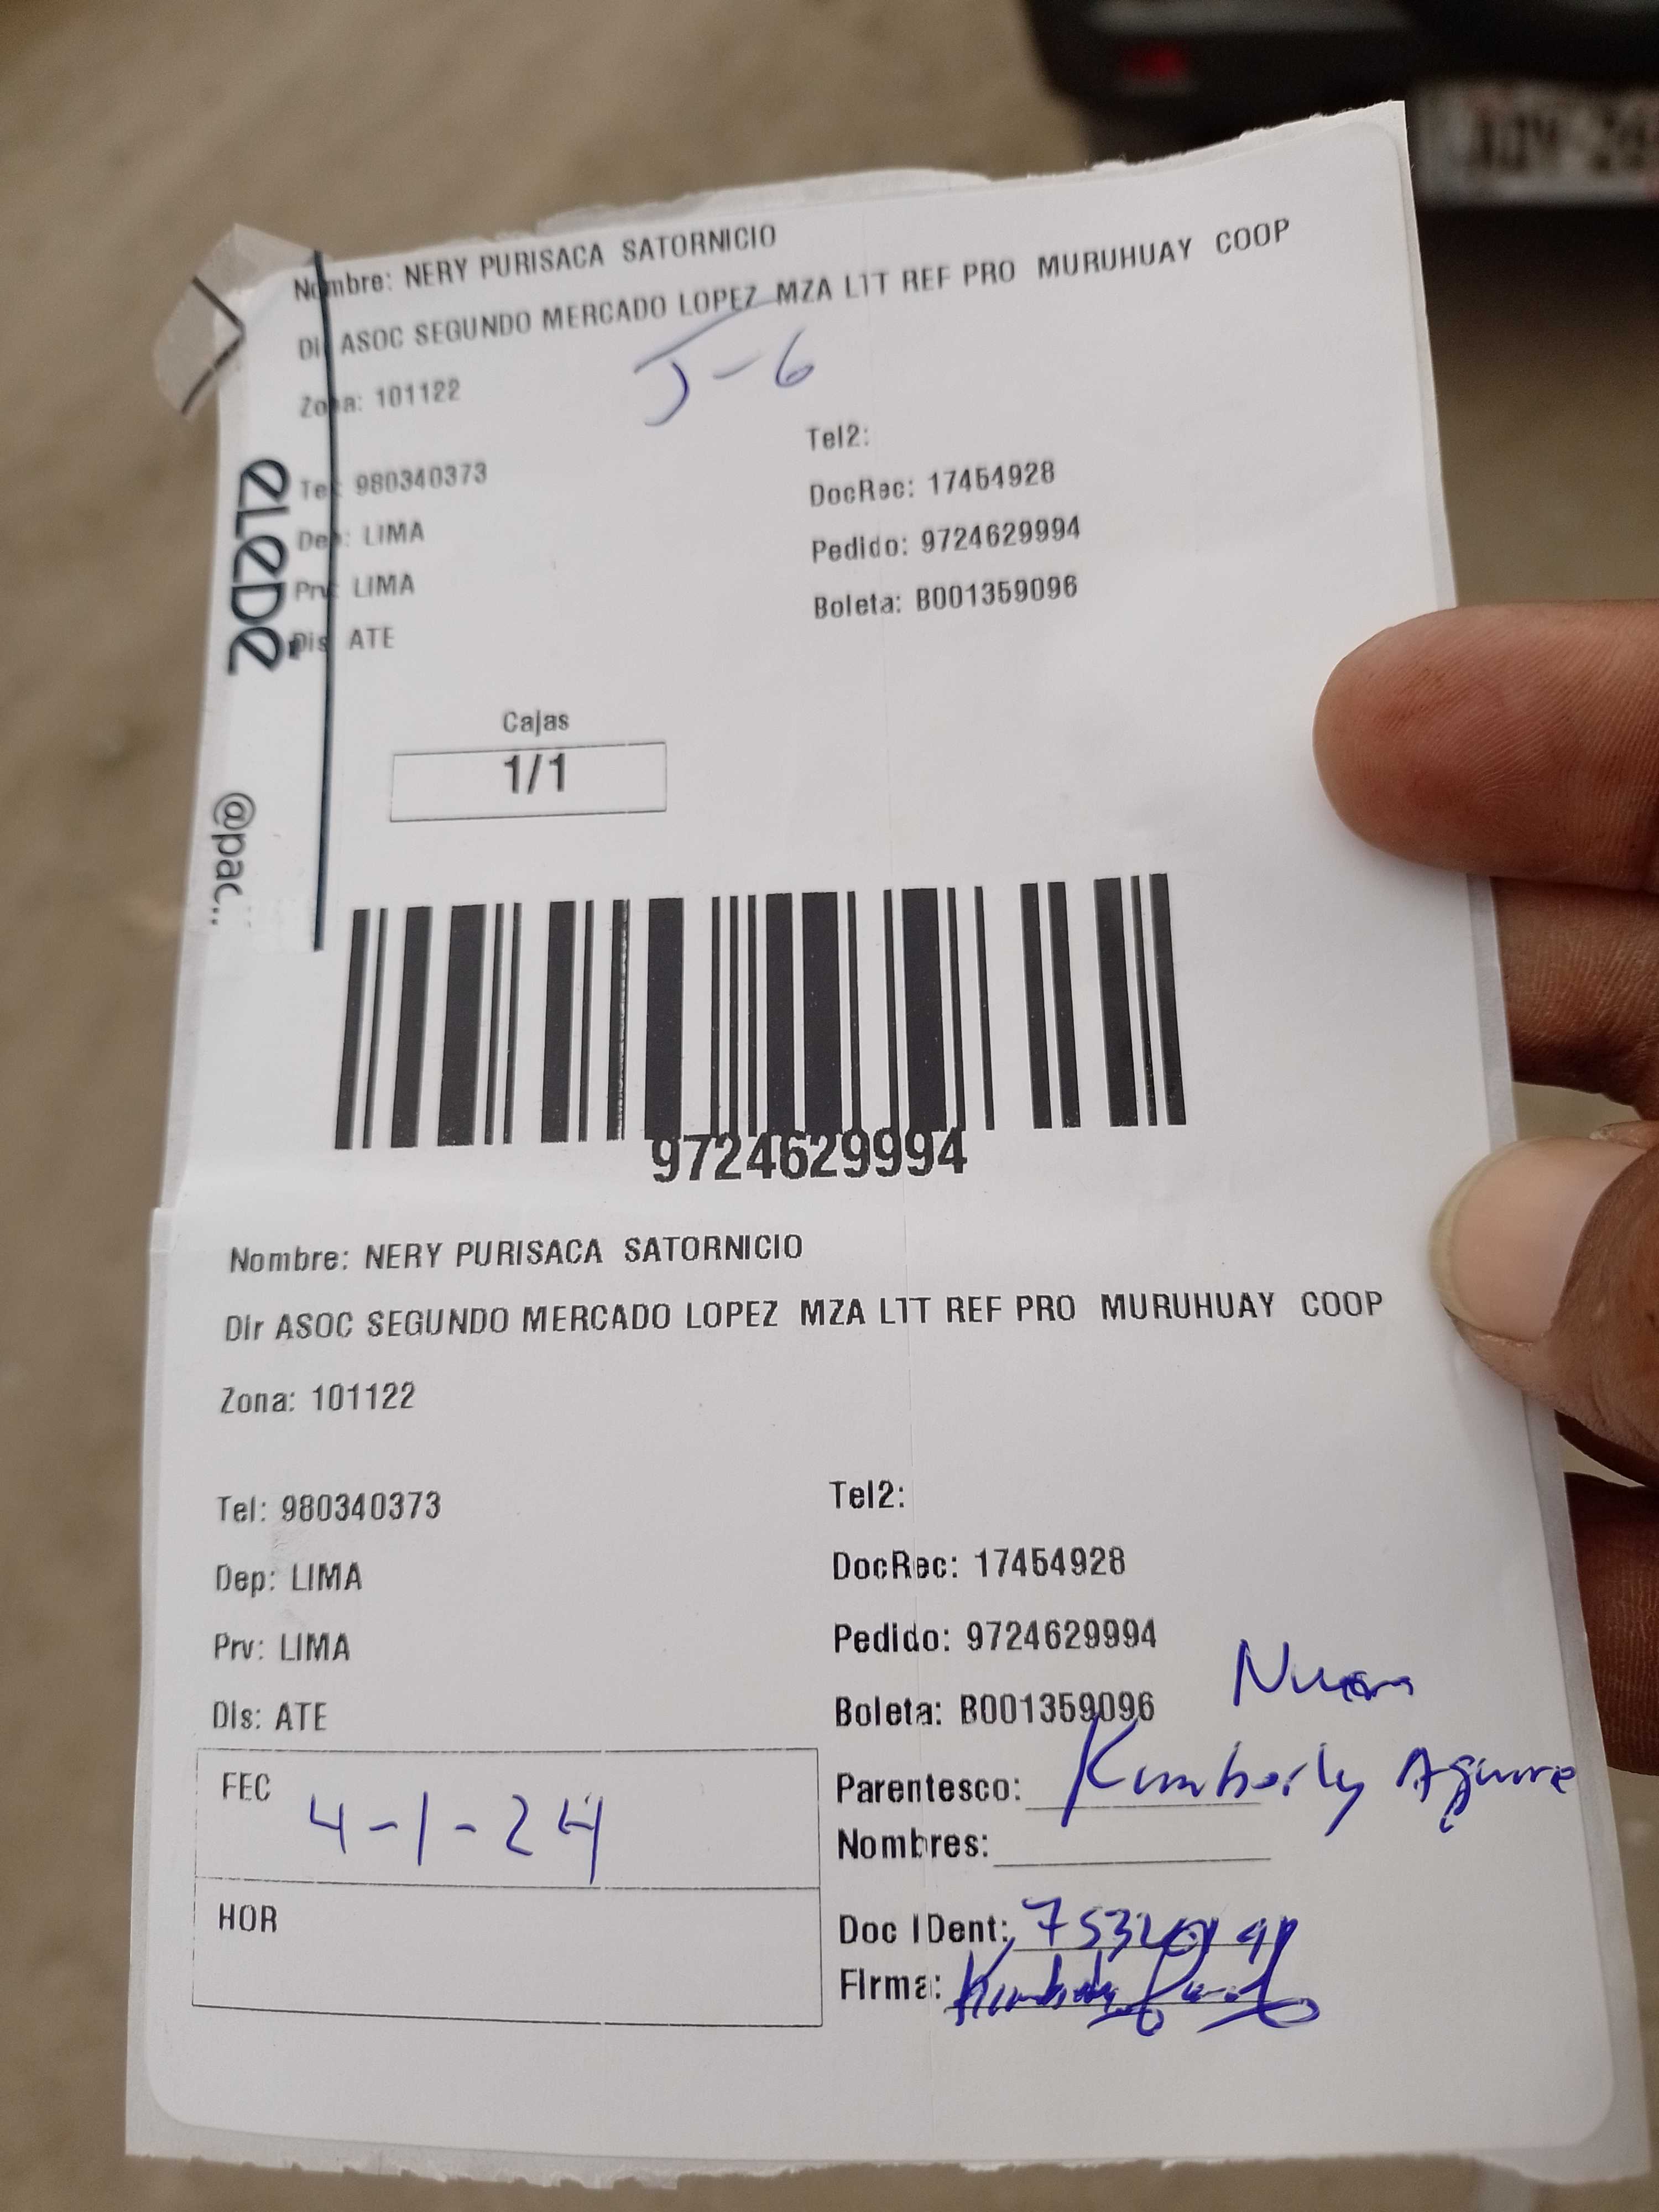 Nombre: NERY PURISACA SATORNICIO
Dir ASOC SEGUNDO MERCADO LOPEZ MZA L1T REF PRO MURUHUAY COOP
J-6
Zona: 101122
Tel: 980340373
Tel2:
DocRec: 17454928
Dep: LIMA
Pedido: 9724629994
Prv: LIMA
Boleta: B001359096
Dis: ATE
@pac..
Cajas
1/1
9724629994
Nombre: NERY PURISACA SATORNICIO
Dir ASOC SEGUNDO MERCADO LOPEZ MZA L1T REF PRO MURUHUAY COOP
Zona: 101122
Tel: 980340373
Tel2:
Dep: LIMA
DocRec: 17454928
Prv: LIMA
Pedido: 9724629994
Dis: ATE
Boleta: B001359096
FEC 4-1-24
Parentesco: Kimberly Aguirre
Nombres:
HOR
Doc IDent:
Firma: